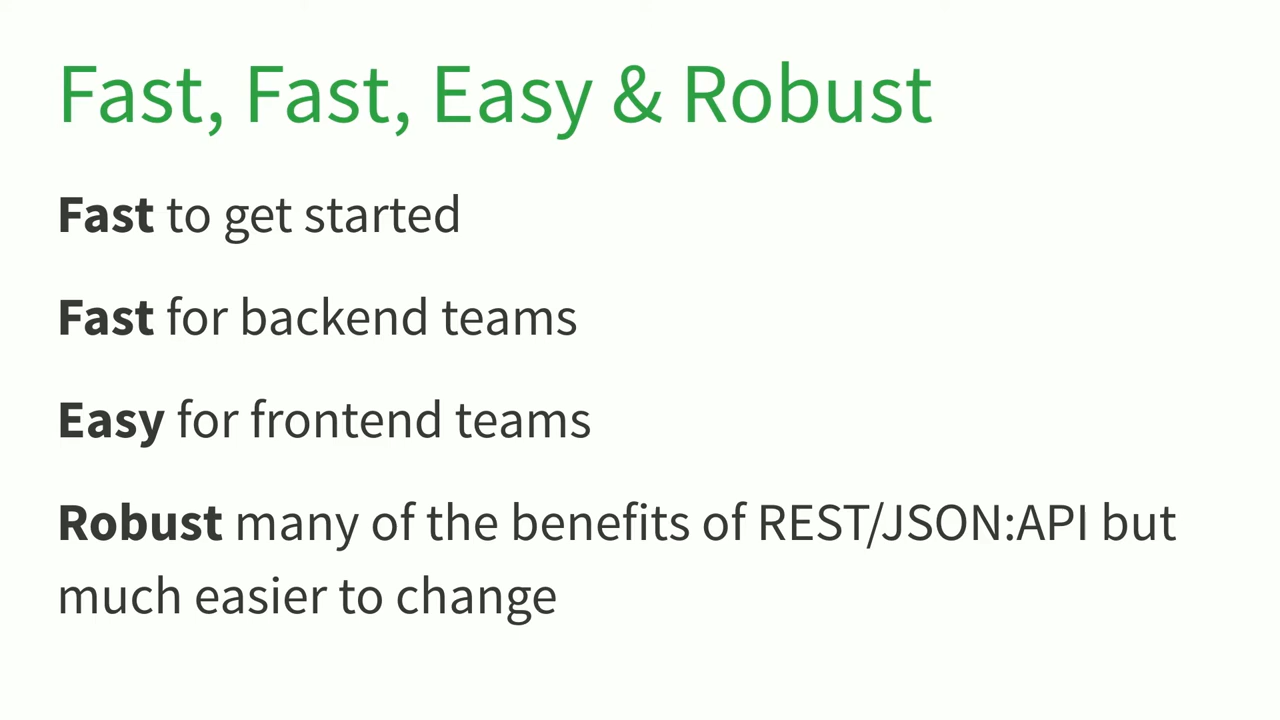 Fast, Fast, Easy & Robust
Fast to get started
Fast for backend teams
Easy for frontend teams
Robust many of the benefits of REST/JSON:API but
much easier to change